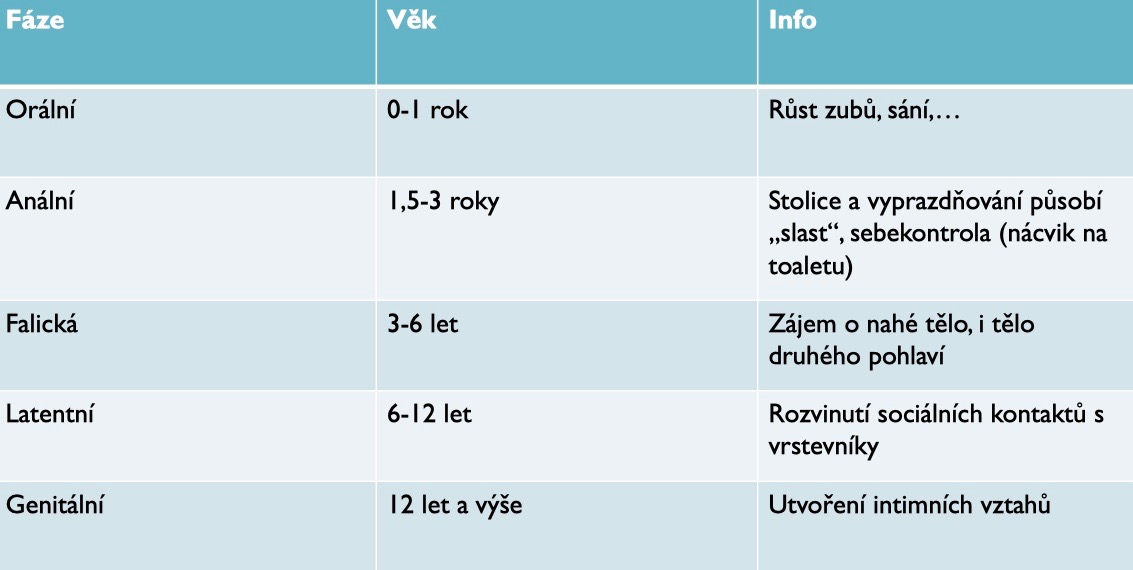 Fáze Věk Info
Orální 0-1 rok Růst zubů, sání,…
Anální 1,5-3 roky Stolice a vyprazdňování působí
„slast“, sebekontrola (nácvik na
toaletu)
Falická 3-6 let Zájem o nahé tělo, i tělo
druhého pohlaví
Latentní 6-12 let Rozvinutí sociálních kontaktů s
vrstevníky
Genitální 12 let a výše Utvoření intimních vztahů